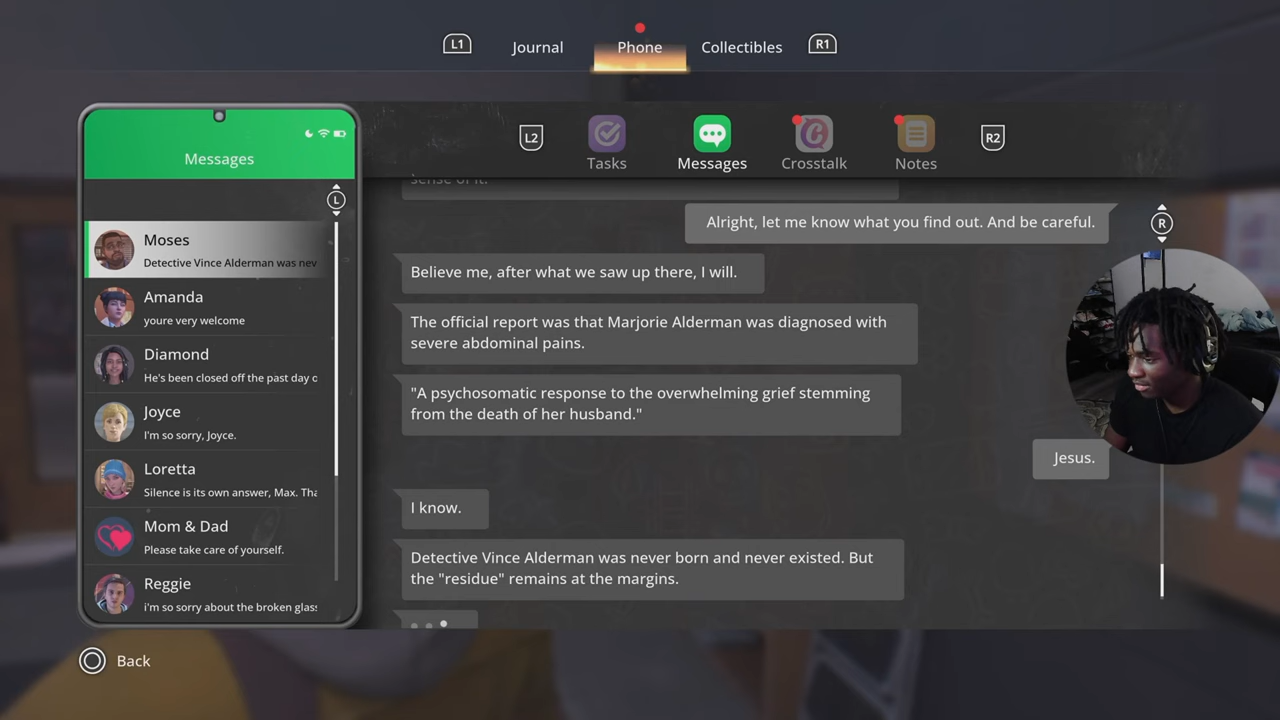 L1
Journal
Phone
Collectibles
R1
Messages
L2
Tasks
Messages
Crosstalk
Notes
R2
L
Moses
Detective Vince Alderman was nev
Amanda
youre very welcome
Diamond
He's been closed off the past day o
Joyce
I'm so sorry, Joyce.
Loretta
Silence is its own answer, Max. Tha
Mom & Dad
Please take care of yourself.
Reggie
i'm so sorry about the broken glass
sense of it.
Alright, let me know what you find out. And be careful.
R
Believe me, after what we saw up there, I will.
The official report was that Marjorie Alderman was diagnosed with
severe abdominal pains.
"A psychosomatic response to the overwhelming grief stemming
from the death of her husband."
Jesus.
I know.
Detective Vince Alderman was never born and never existed. But
the "residue" remains at the margins.
Back